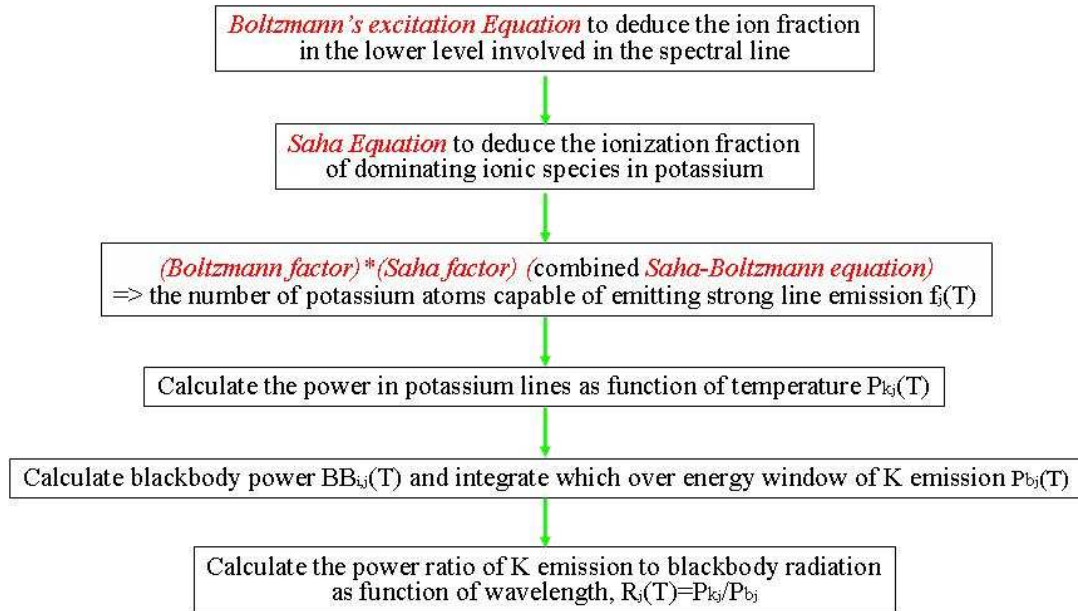 Boltzmann's excitation Equation to deduce the ion fraction
in the lower level involved in the spectral line
Saha Equation to deduce the ionization fraction
of dominating ionic species in potassium
(Boltzmann factor)*(Saha factor) (combined Saha-Boltzmann equation)
=> the number of potassium atoms capable of emitting strong line emission fj(T)
Calculate the power in potassium lines as function of temperature Pkj(T)
Calculate blackbody power BBi,j(T) and integrate which over energy window of K emission Pbj(T)
Calculate the power ratio of K emission to blackbody radiation
as function of wavelength, Rj(T)=Pkj/Pbj